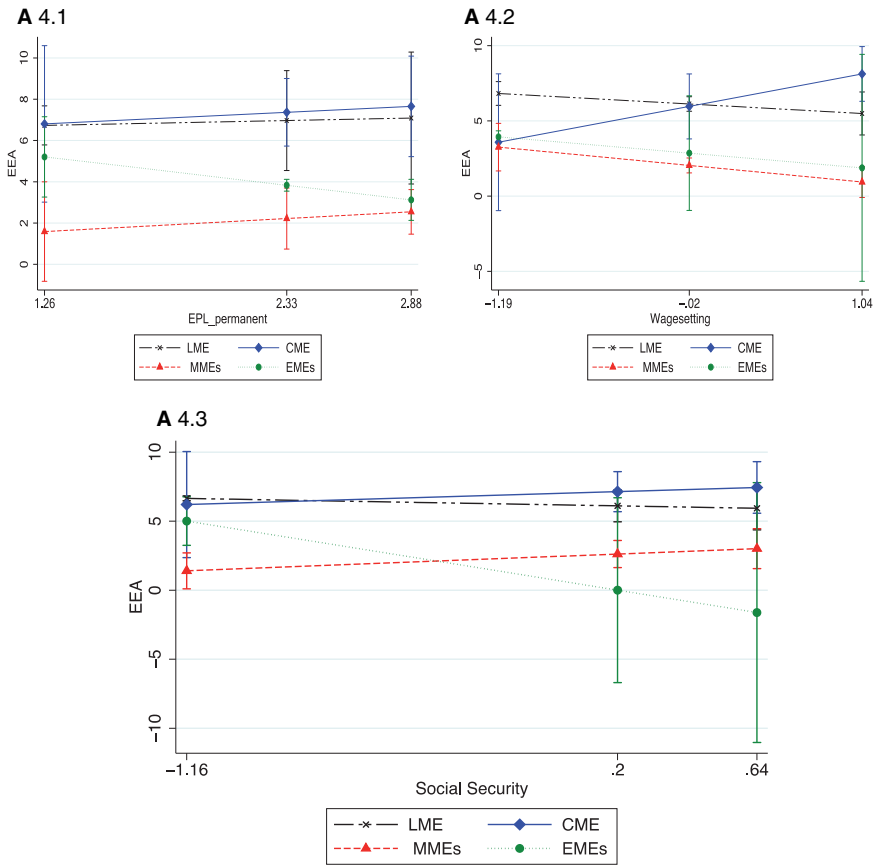 A 4.1
10
8
6
4
2
0
EEA
1.26
2.33
2.88
EPL_permanent
LME
CME
MMEs
EMEs
A 4.2
10
5
0
−5
EEA
−1.19
−.02
1.04
Wagesetting
LME
CME
MMEs
EMEs
A 4.3
10
5
0
−5
−10
EEA
−1.16
.2
.64
Social Security
LME
CME
MMEs
EMEs